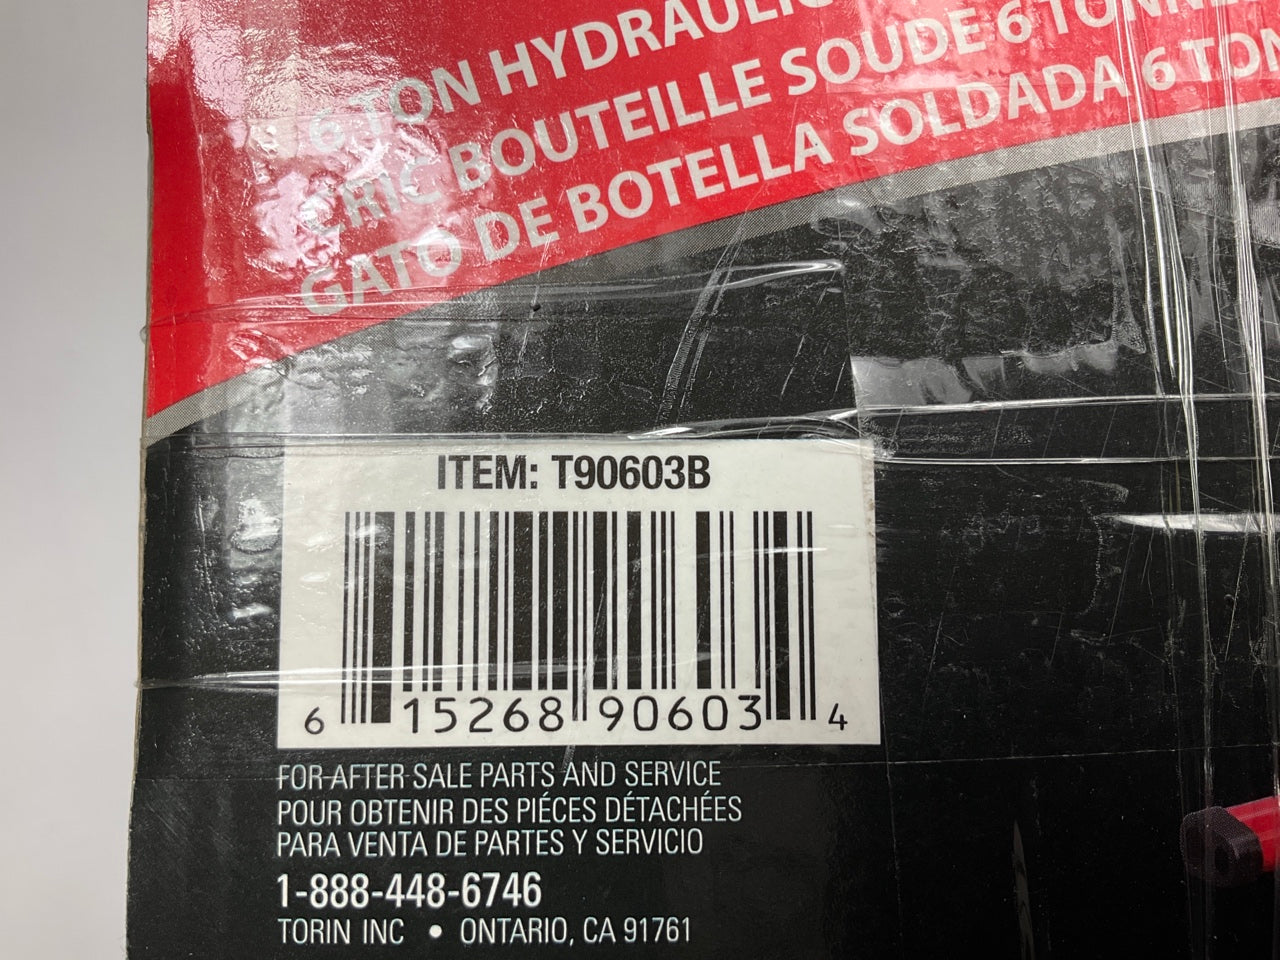 6 TON HYDRAULIC
CRIC BOUTEILLE SOUDE 6
GATO DE BOTELLA SOLDADA 6
ITEM: T90603B
6 15268 90603 4
FOR AFTER SALE PARTS AND SERVICE
POUR OBTENIR DES PIÉCES DÉTACHÉES
PARA VENTA DE PARTES Y SERVICIO
1-888-448-6746
TORIN INC • ONTARIO, CA 91761